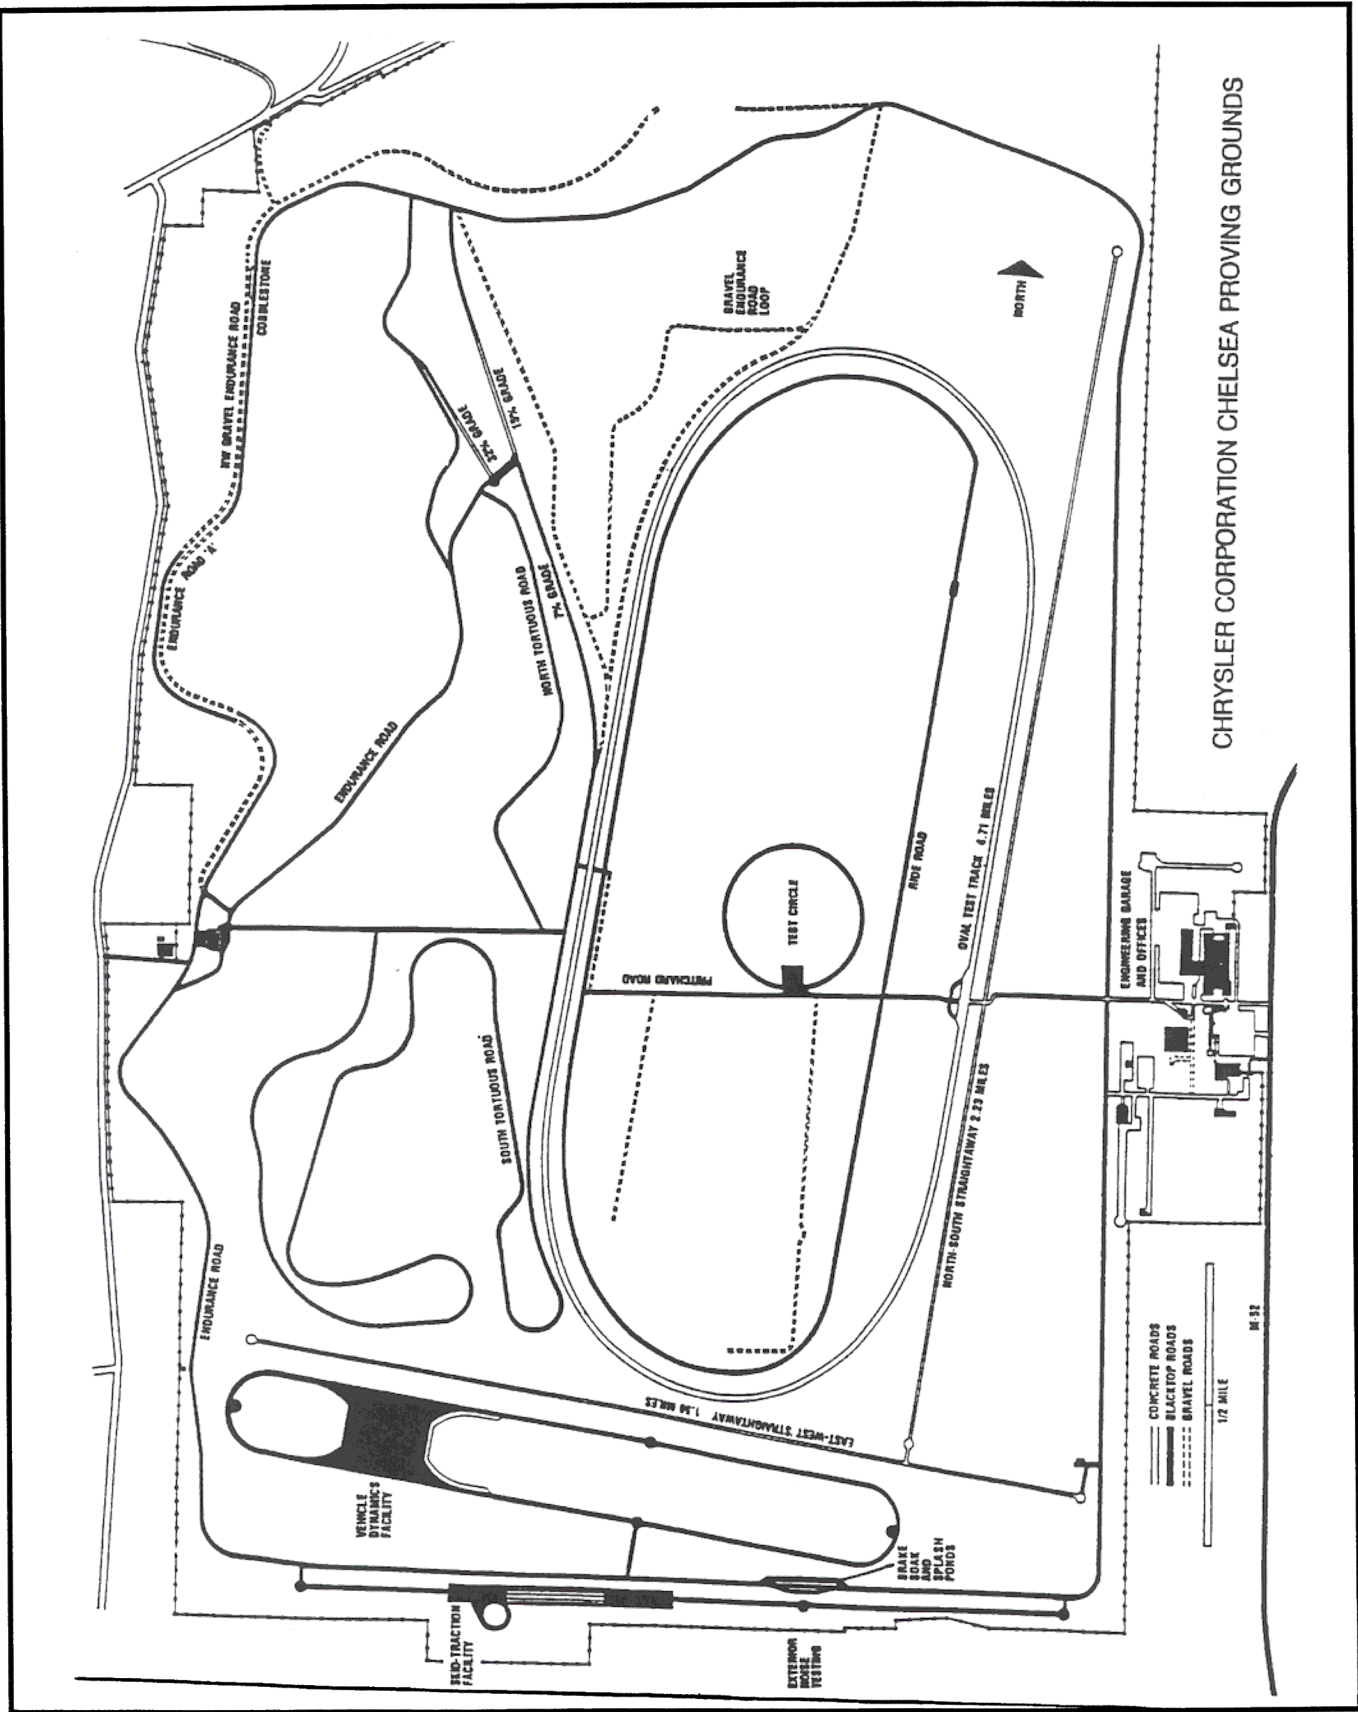 CHRYSLER CORPORATION CHELSEA PROVING GROUNDS
NW GRAVEL ENDURANCE ROAD
COBBLESTONE
ENDURANCE ROAD 'A'
32% GRADE
15% GRADE
GRAVEL
ENDURANCE
ROAD
LOOP
NORTH
NORTH TORTUOUS ROAD
7% GRADE
ENDURANCE ROAD
TEST CIRCLE
RIDE ROAD
OVAL TEST TRACK 4.71 MILES
PRITCHARD ROAD
ENGINEERING GARAGE
AND OFFICES
SOUTH TORTUOUS ROAD
NORTH-SOUTH STRAIGHTAWAY 2.23 MILES
ENDURANCE ROAD
EAST-WEST STRAIGHTAWAY 1.50 MILES
VEHICLE
DYNAMICS
FACILITY
BRAKE
SOAK
AND
SPLASH
PONDS
SKID-TRACTION
FACILITY
EXTERIOR
NOISE
TESTING
CONCRETE ROADS
BLACKTOP ROADS
GRAVEL ROADS
1/2 MILE
M-52